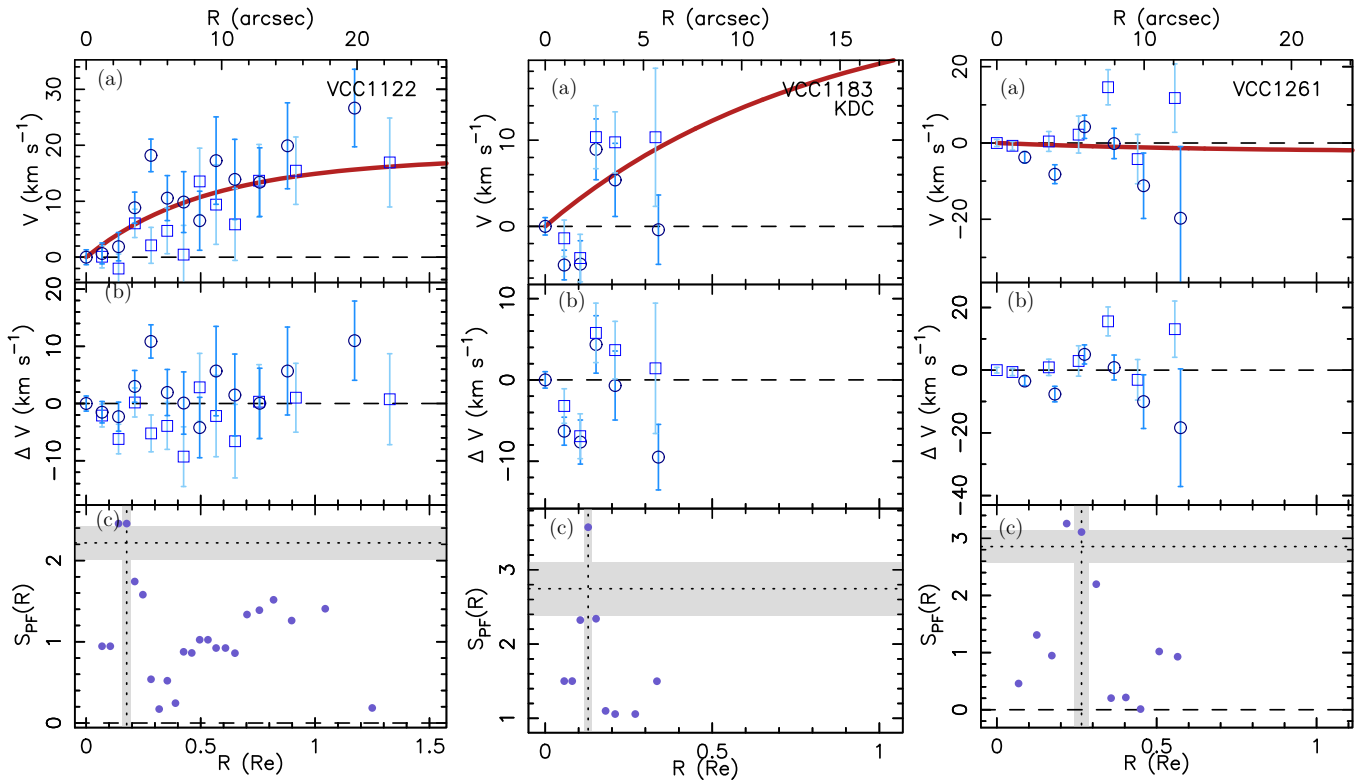 R (arcsec)
0 10 20
(a)
VCC1122
V (km s⁻¹)
0 10 20 30
(b)
Δ V (km s⁻¹)
−10 0 10 20
(c)
S_PF(R)
0 1 2
0 0.5 1 1.5
R (Re)
R (arcsec)
0 5 10 15
(a)
VCC1183
KDC
V (km s⁻¹)
0 10
(b)
Δ V (km s⁻¹)
−10 0 10
(c)
S_PF(R)
1 2 3
0 0.5 1
R (Re)
R (arcsec)
0 10 20
(a)
VCC1261
V (km s⁻¹)
−20 0 20
(b)
Δ V (km s⁻¹)
−40 −20 0 20
(c)
S_PF(R)
0 1 2 3
0 0.5 1
R (Re)